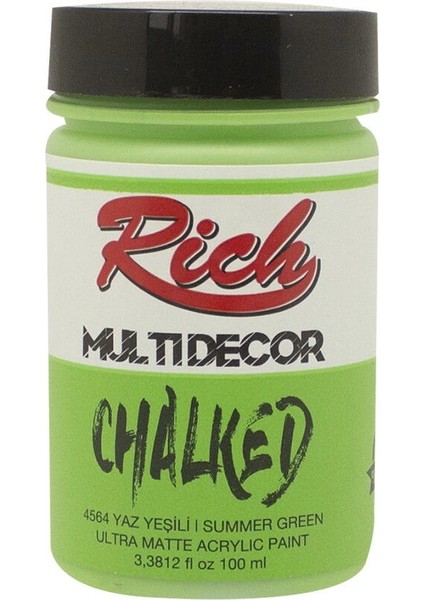 Rich
MULTIDECOR
CHALKED
4564 YAZ YEŞİLİ | SUMMER GREEN
ULTRA MATTE ACRYLIC PAINT
3,3812 fl oz 100 ml